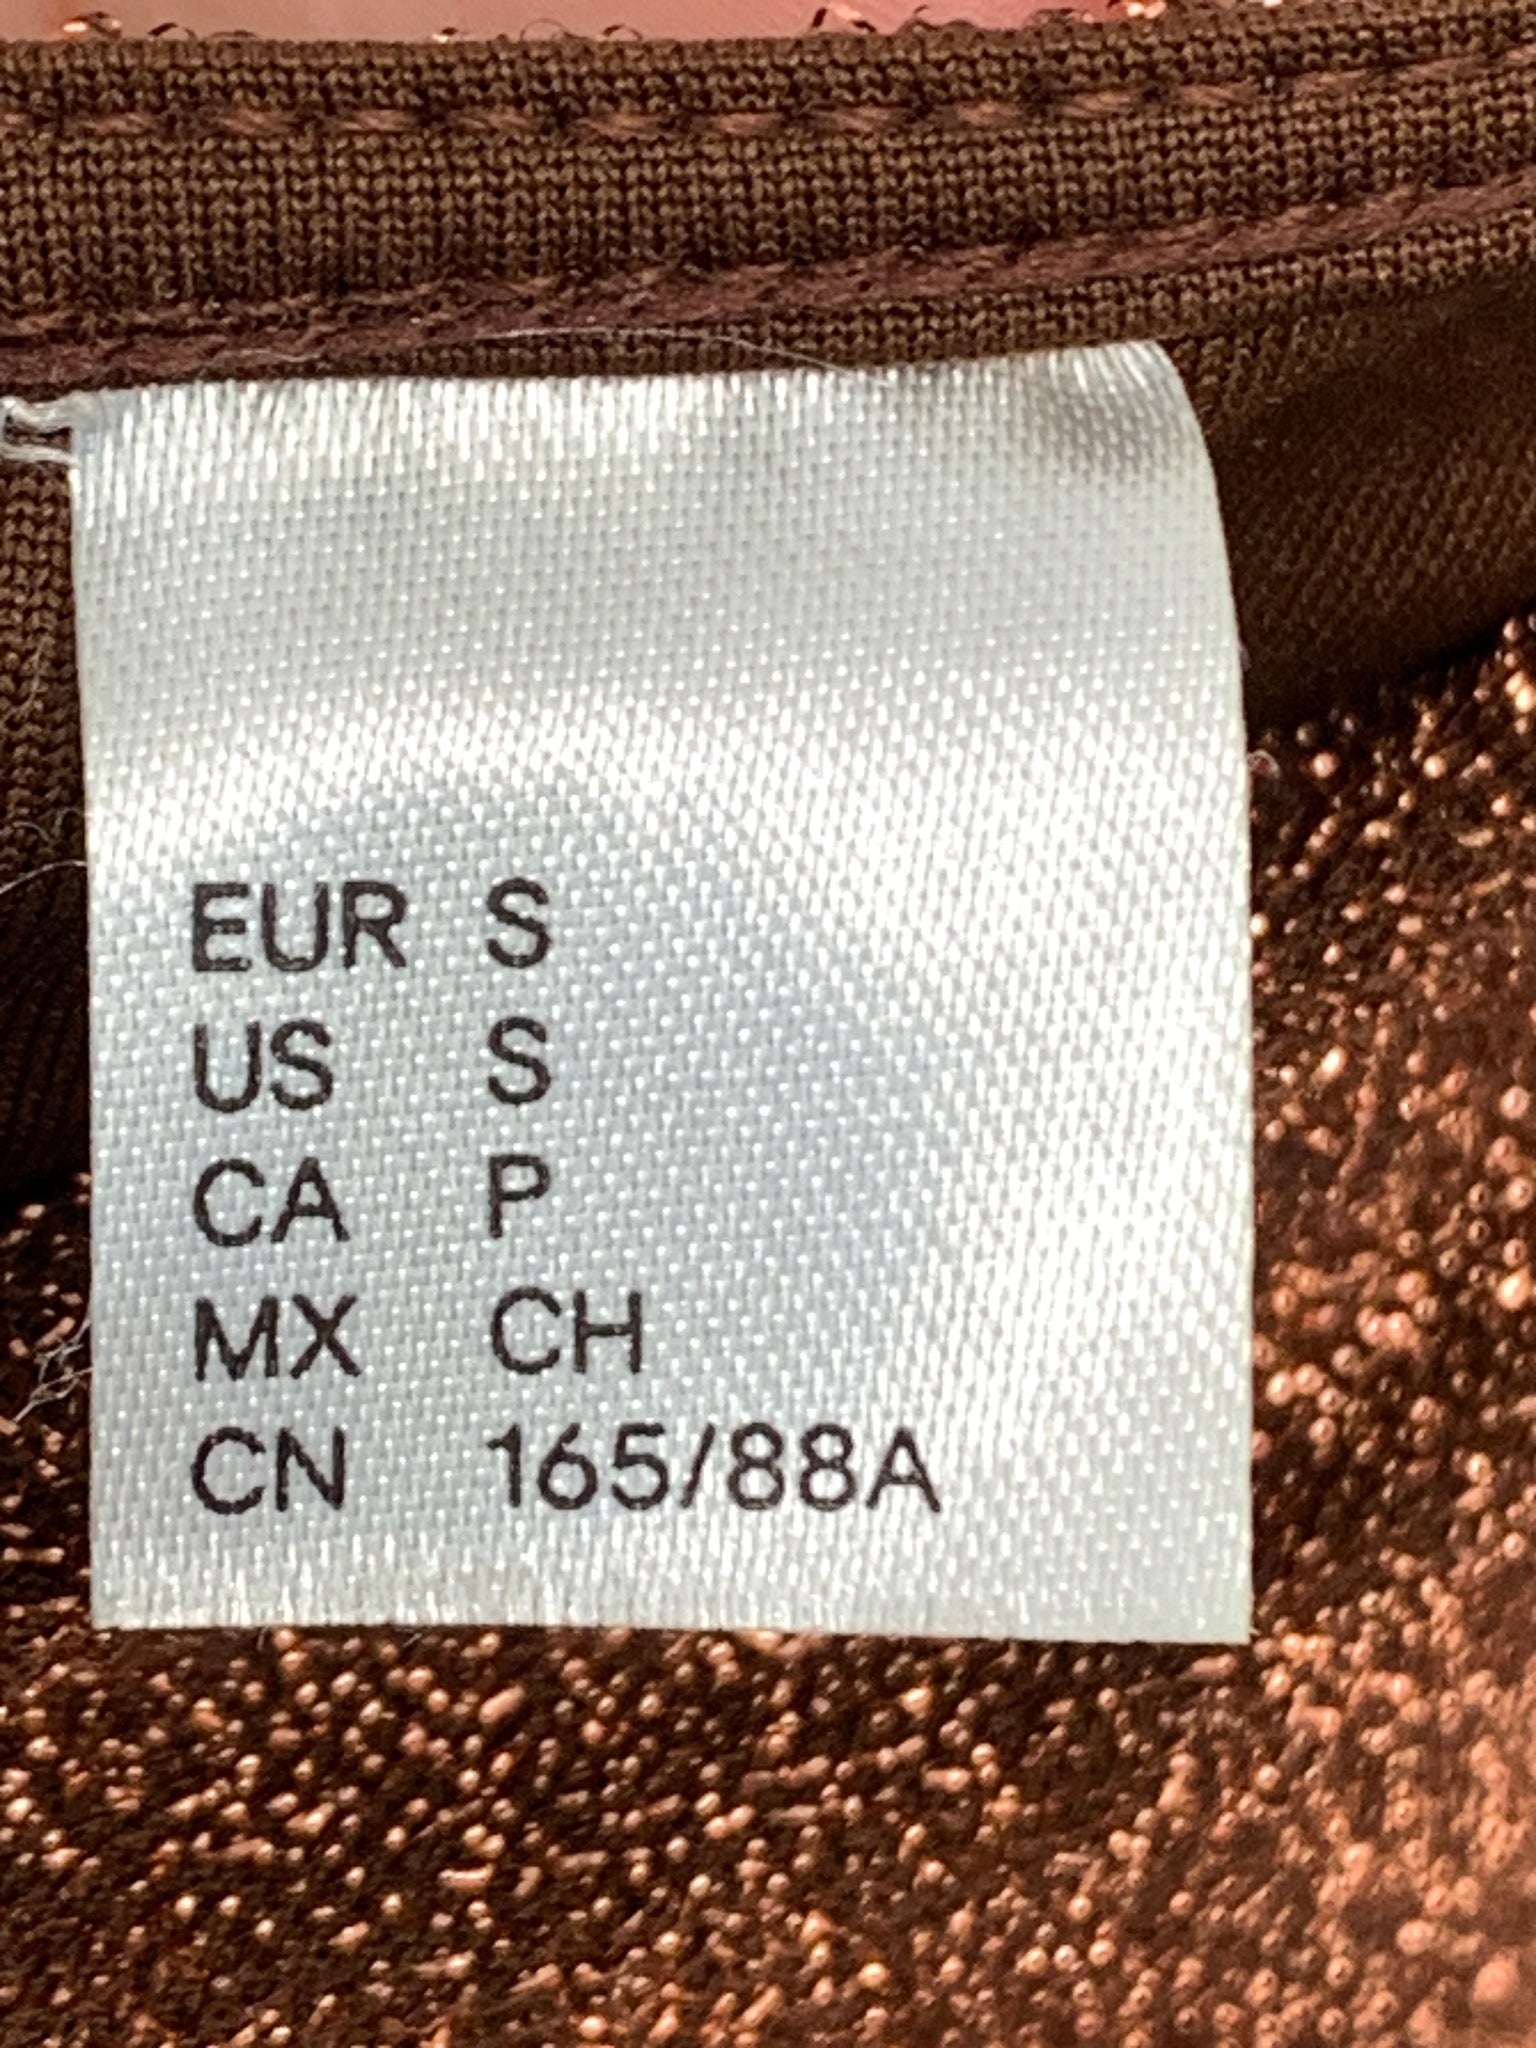 EUR S
US S
CA P
MX CH
CN 165/88A